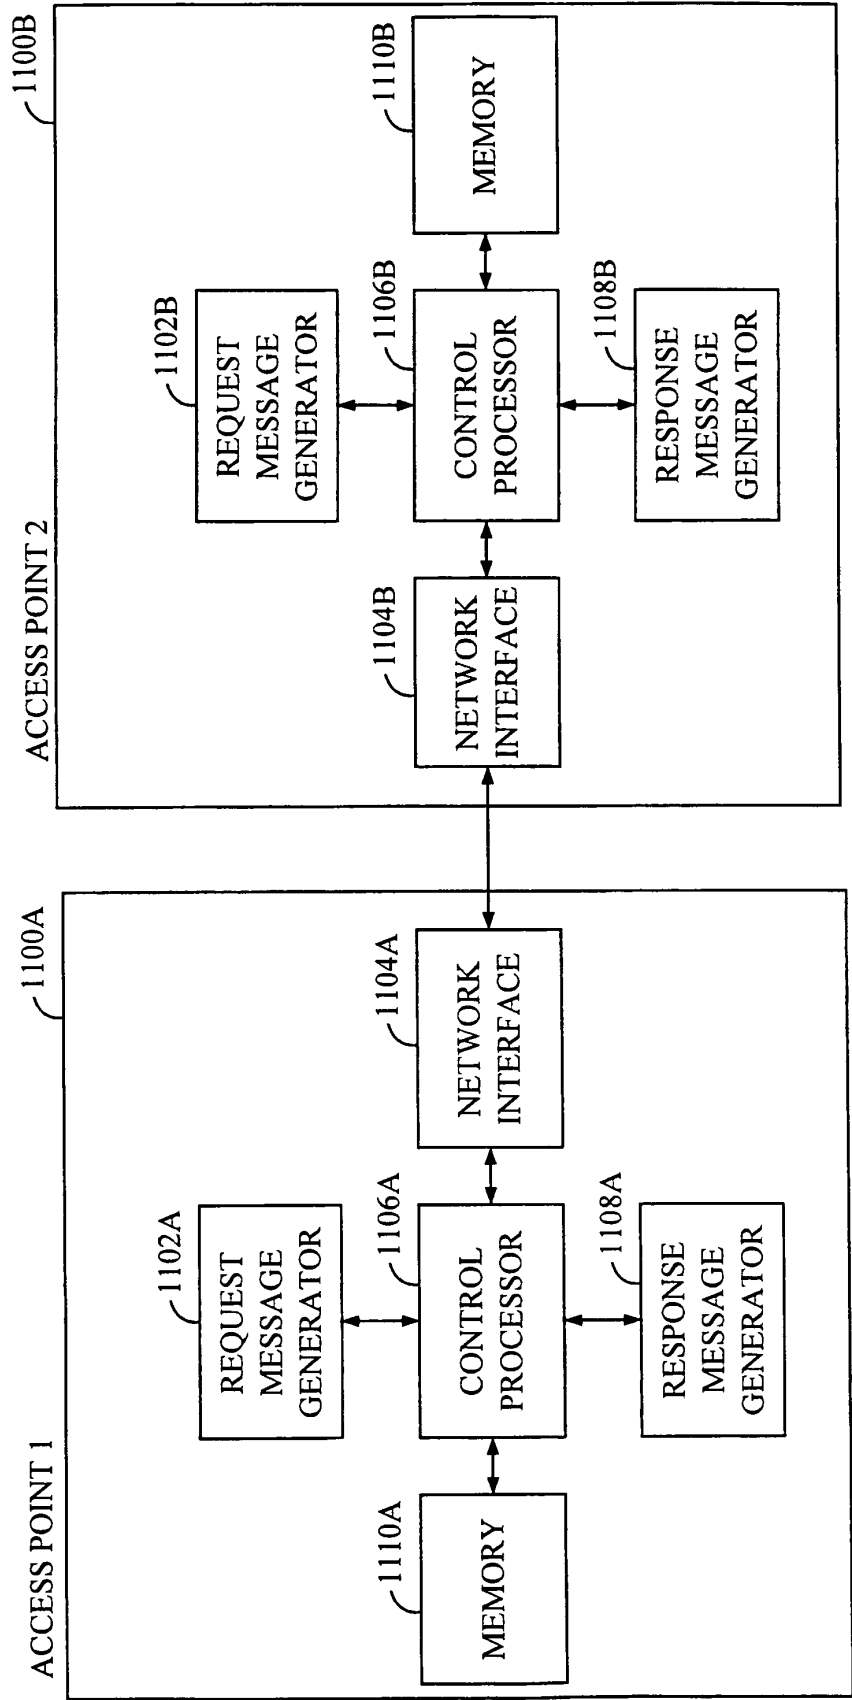 ACCESS POINT 1
1100A
1102A
REQUEST
MESSAGE
GENERATOR
1110A
MEMORY
1106A
CONTROL
PROCESSOR
1104A
NETWORK
INTERFACE
1108A
RESPONSE
MESSAGE
GENERATOR
ACCESS POINT 2
1100B
1102B
REQUEST
MESSAGE
GENERATOR
1104B
NETWORK
INTERFACE
1106B
CONTROL
PROCESSOR
1110B
MEMORY
1108B
RESPONSE
MESSAGE
GENERATOR